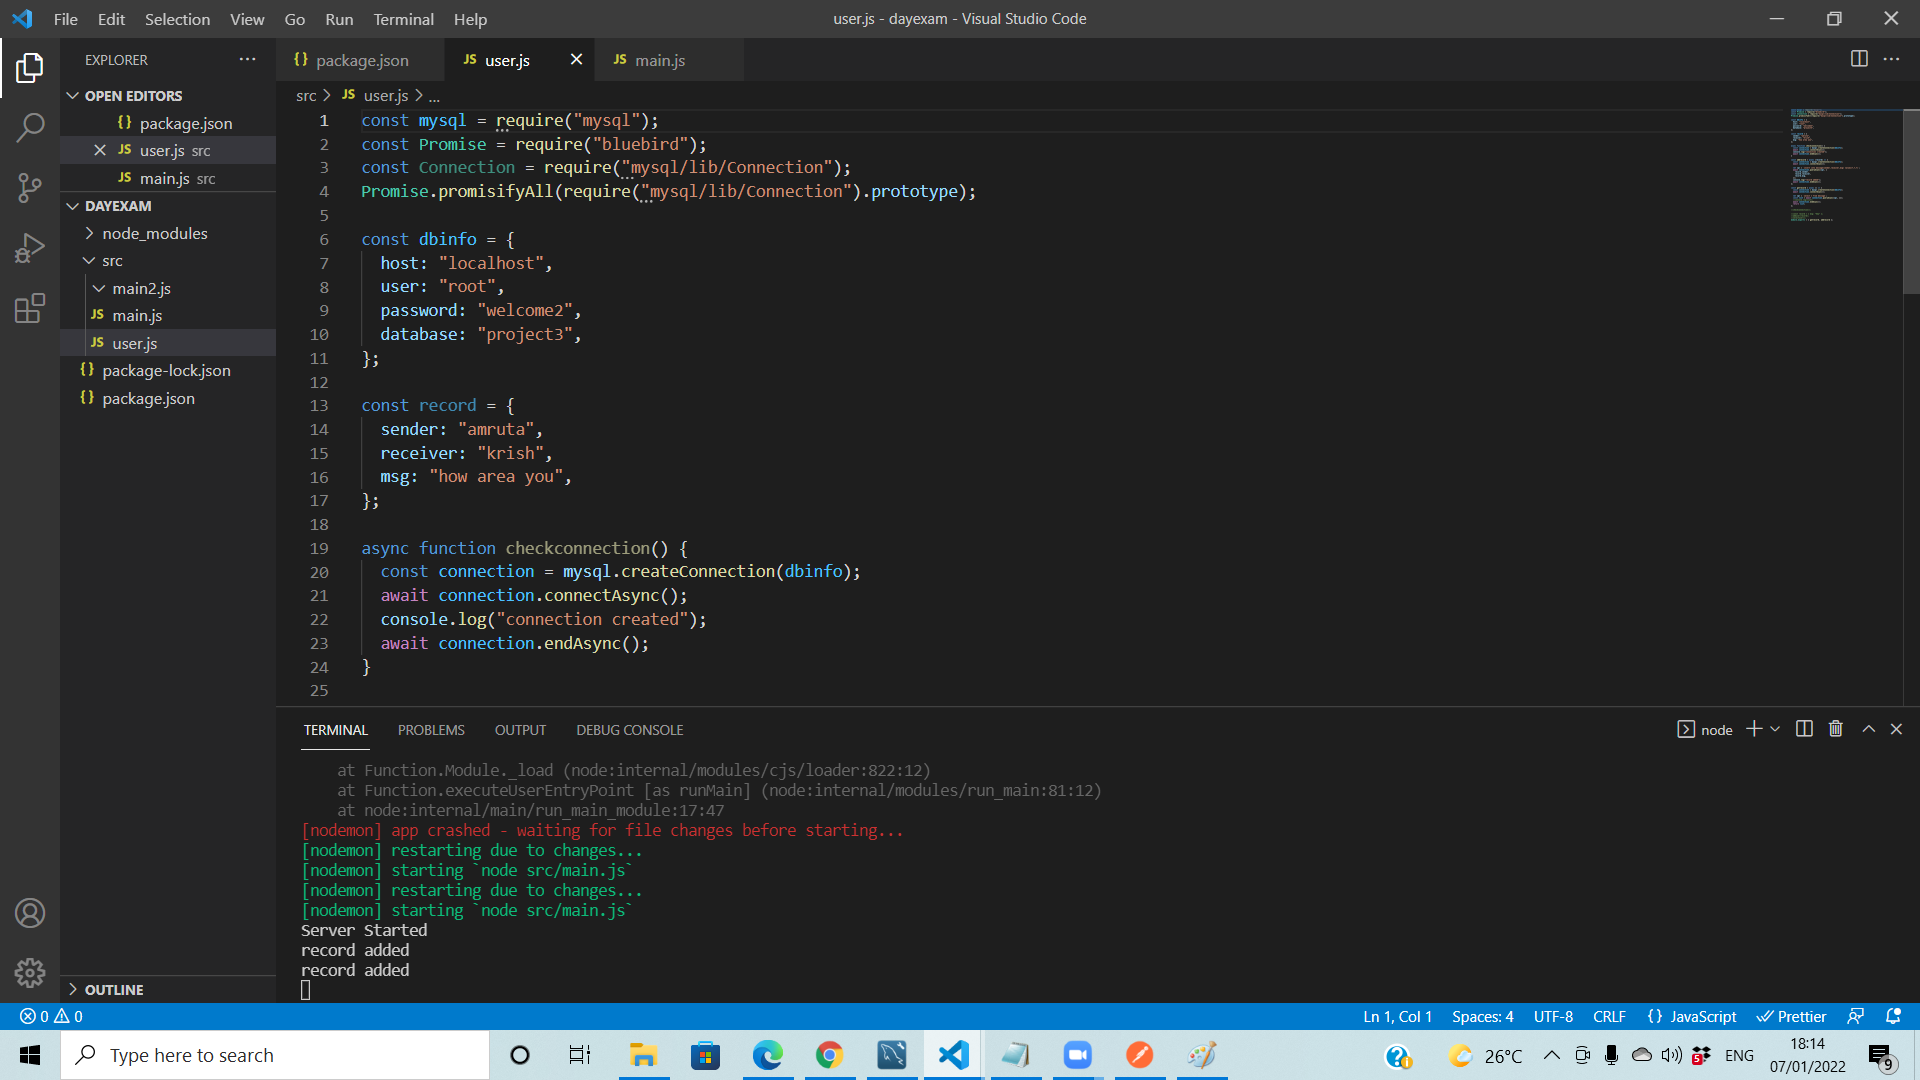 File Edit Selection View Go Run Terminal Help
user.js - dayexam - Visual Studio Code
EXPLORER
OPEN EDITORS
{} package.json
JS user.js src
JS main.js src
DAYEXAM
node_modules
src
main2.js
JS main.js
JS user.js
{} package-lock.json
{} package.json
OUTLINE
{} package.json
JS user.js
JS main.js
src > JS user.js > ...
1 const mysql = require("mysql");
2 const Promise = require("bluebird");
3 const Connection = require("mysql/lib/Connection");
4 Promise.promisifyAll(require("mysql/lib/Connection").prototype);
5
6 const dbinfo = {
7 host: "localhost",
8 user: "root",
9 password: "welcome2",
10 database: "project3",
11 };
12
13 const record = {
14 sender: "amruta",
15 receiver: "krish",
16 msg: "how area you",
17 };
18
19 async function checkconnection() {
20 const connection = mysql.createConnection(dbinfo);
21 await connection.connectAsync();
22 console.log("connection created");
23 await connection.endAsync();
24 }
25
TERMINAL PROBLEMS OUTPUT DEBUG CONSOLE
node
at Function.Module._load (node:internal/modules/cjs/loader:822:12)
at Function.executeUserEntryPoint [as runMain] (node:internal/modules/run_main:81:12)
at node:internal/main/run_main_module:17:47
[nodemon] app crashed - waiting for file changes before starting...
[nodemon] restarting due to changes...
[nodemon] starting `node src/main.js`
[nodemon] restarting due to changes...
[nodemon] starting `node src/main.js`
Server Started
record added
record added
0 0
Ln 1, Col 1 Spaces: 4 UTF-8 CRLF {} JavaScript Prettier
Type here to search
26°C
5
ENG
18:14
07/01/2022
9